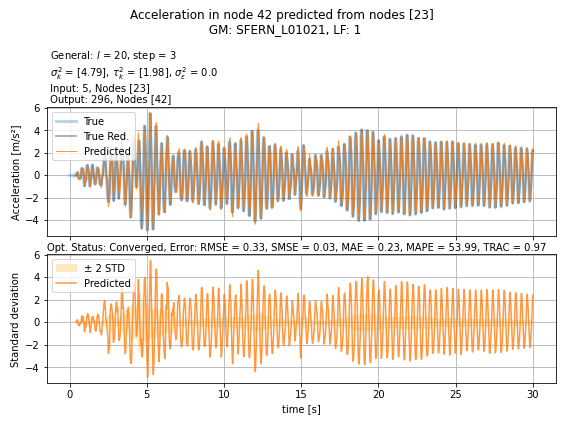 Acceleration in node 42 predicted from nodes [23]
GM: SFERN_L01021, LF: 1
General: l = 20, step = 3
σ²ₖ = [4.79], τ²ₖ = [1.98], σ²ε = 0.0
Input: 5, Nodes [23]
Output: 296, Nodes [42]
Acceleration [m/s²]
6
4
2
0
−2
−4
True
True Red.
Predicted
Opt. Status: Converged, Error: RMSE = 0.33, SMSE = 0.03, MAE = 0.23, MAPE = 53.99, TRAC = 0.97
Standard deviation
6
4
2
0
−2
−4
± 2 STD
Predicted
0 5 10 15 20 25 30
time [s]